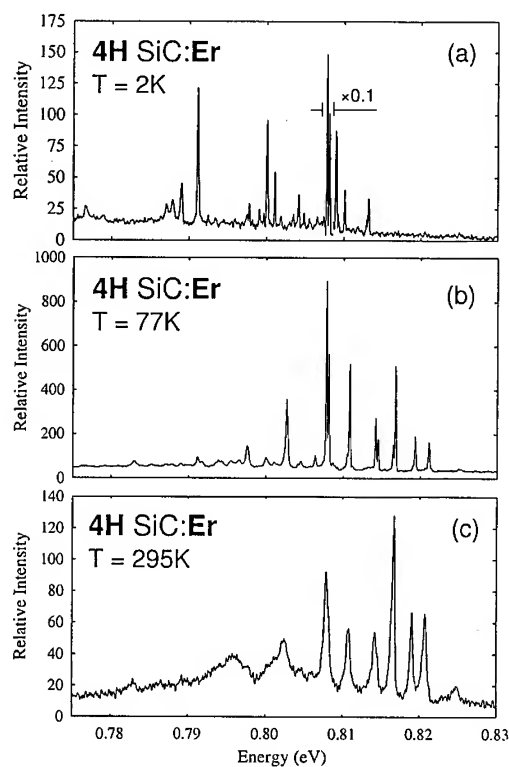 4H SiC:Er
T = 2K
(a)
×0.1
Relative Intensity
175
150
125
100
75
50
25
0
4H SiC:Er
T = 77K
(b)
Relative Intensity
1000
800
600
400
200
0
4H SiC:Er
T = 295K
(c)
Relative Intensity
140
120
100
80
60
40
20
0
0.78 0.79 0.80 0.81 0.82 0.83
Energy (eV)